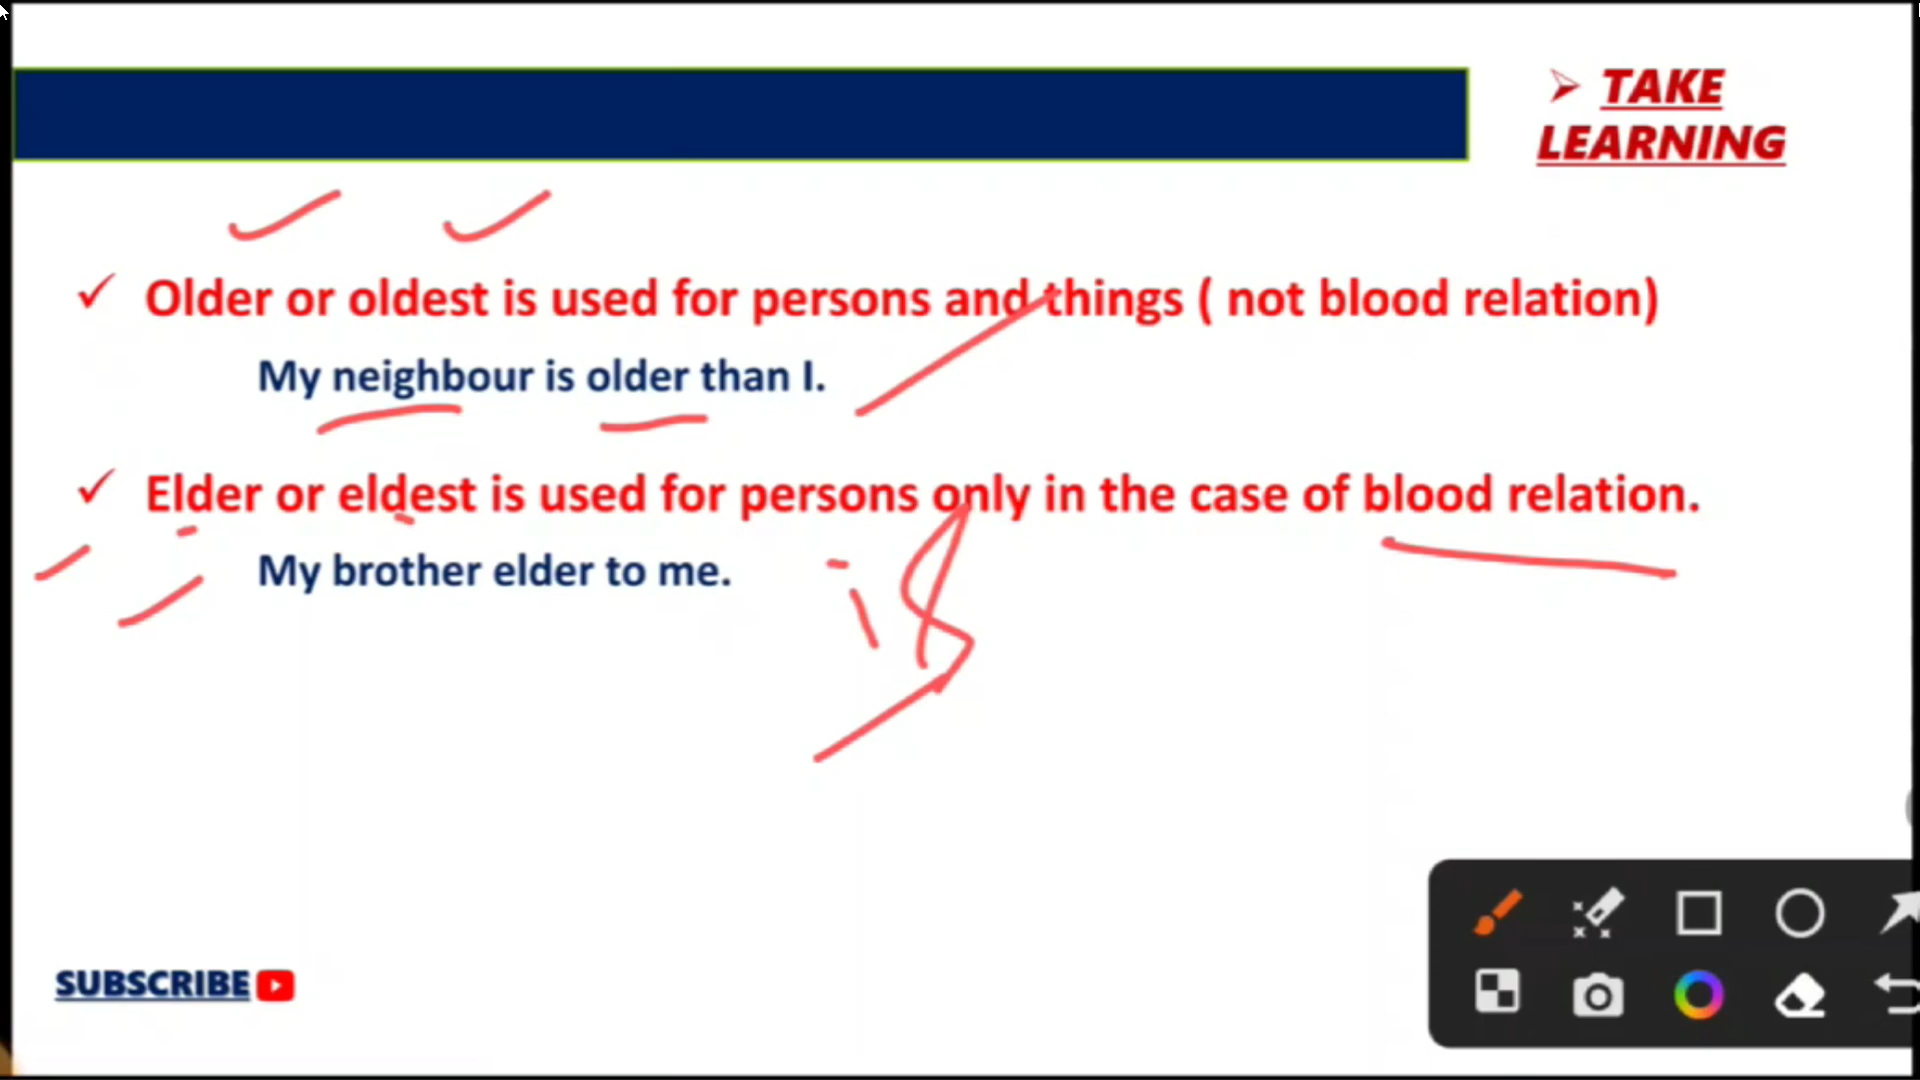 ➢ TAKE
LEARNING
✓ Older or oldest is used for persons and things ( not blood relation)
My neighbour is older than I.
✓ Elder or eldest is used for persons only in the case of blood relation.
My brother elder to me.
is
SUBSCRIBE